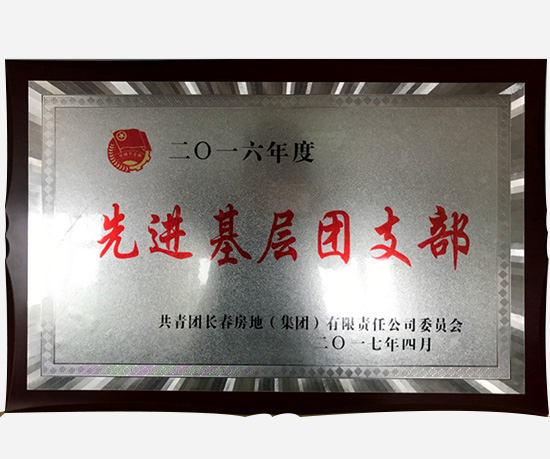 二〇一六年度
先进基层团支部
共青团长春房地(集团)有限责任公司委员会
二〇一七年四月